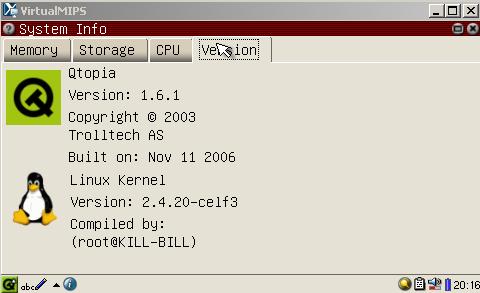 VirtualMIPS
System Info
Memory Storage CPU Version
Qtopia
Version: 1.6.1
Copyright © 2003
Trolltech AS
Built on: Nov 11 2006
Linux Kernel
Version: 2.4.20-celf3
Compiled by:
(root@KILL-BILL)
abc 20:16